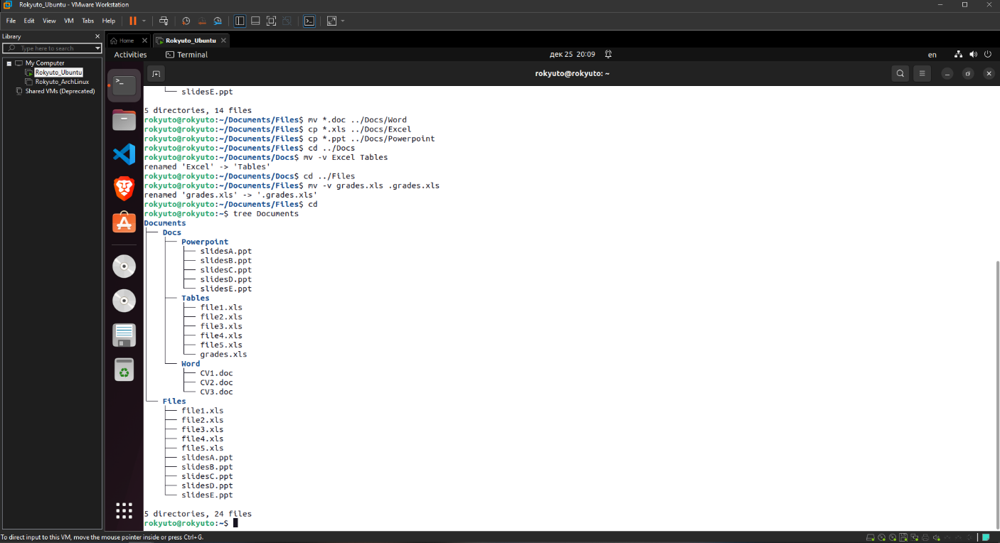 Rokyuto_Ubuntu - VMware Workstation
File Edit View VM Tabs Help
Library
Type here to search
My Computer
Rokyuto_Ubuntu
Rokyuto_ArchLinux
Shared VMs (Deprecated)
Home
Rokyuto_Ubuntu
Activities
Terminal
дек 25 20:09
en
rokyuto@rokyuto: ~
└── slidesE.ppt
5 directories, 14 files
rokyuto@rokyuto:~/Documents/Files$ mv *.doc ../Docs/Word
rokyuto@rokyuto:~/Documents/Files$ cp *.xls ../Docs/Excel
rokyuto@rokyuto:~/Documents/Files$ cp *.ppt ../Docs/Powerpoint
rokyuto@rokyuto:~/Documents/Files$ cd ../Docs
rokyuto@rokyuto:~/Documents/Docs$ mv -v Excel Tables
renamed 'Excel' -> 'Tables'
rokyuto@rokyuto:~/Documents/Docs$ cd ../Files
rokyuto@rokyuto:~/Documents/Files$ mv -v grades.xls .grades.xls
renamed 'grades.xls' -> '.grades.xls'
rokyuto@rokyuto:~/Documents/Files$ cd
rokyuto@rokyuto:~$ tree Documents
Documents
├── Docs
│   ├── Powerpoint
│   │   ├── slidesA.ppt
│   │   ├── slidesB.ppt
│   │   ├── slidesC.ppt
│   │   ├── slidesD.ppt
│   │   └── slidesE.ppt
│   ├── Tables
│   │   ├── file1.xls
│   │   ├── file2.xls
│   │   ├── file3.xls
│   │   ├── file4.xls
│   │   ├── file5.xls
│   │   └── grades.xls
│   └── Word
│       ├── CV1.doc
│       ├── CV2.doc
│       └── CV3.doc
└── Files
    ├── file1.xls
    ├── file2.xls
    ├── file3.xls
    ├── file4.xls
    ├── file5.xls
    ├── slidesA.ppt
    ├── slidesB.ppt
    ├── slidesC.ppt
    ├── slidesD.ppt
    └── slidesE.ppt
5 directories, 24 files
rokyuto@rokyuto:~$
To direct input to this VM, move the mouse pointer inside or press Ctrl+G.